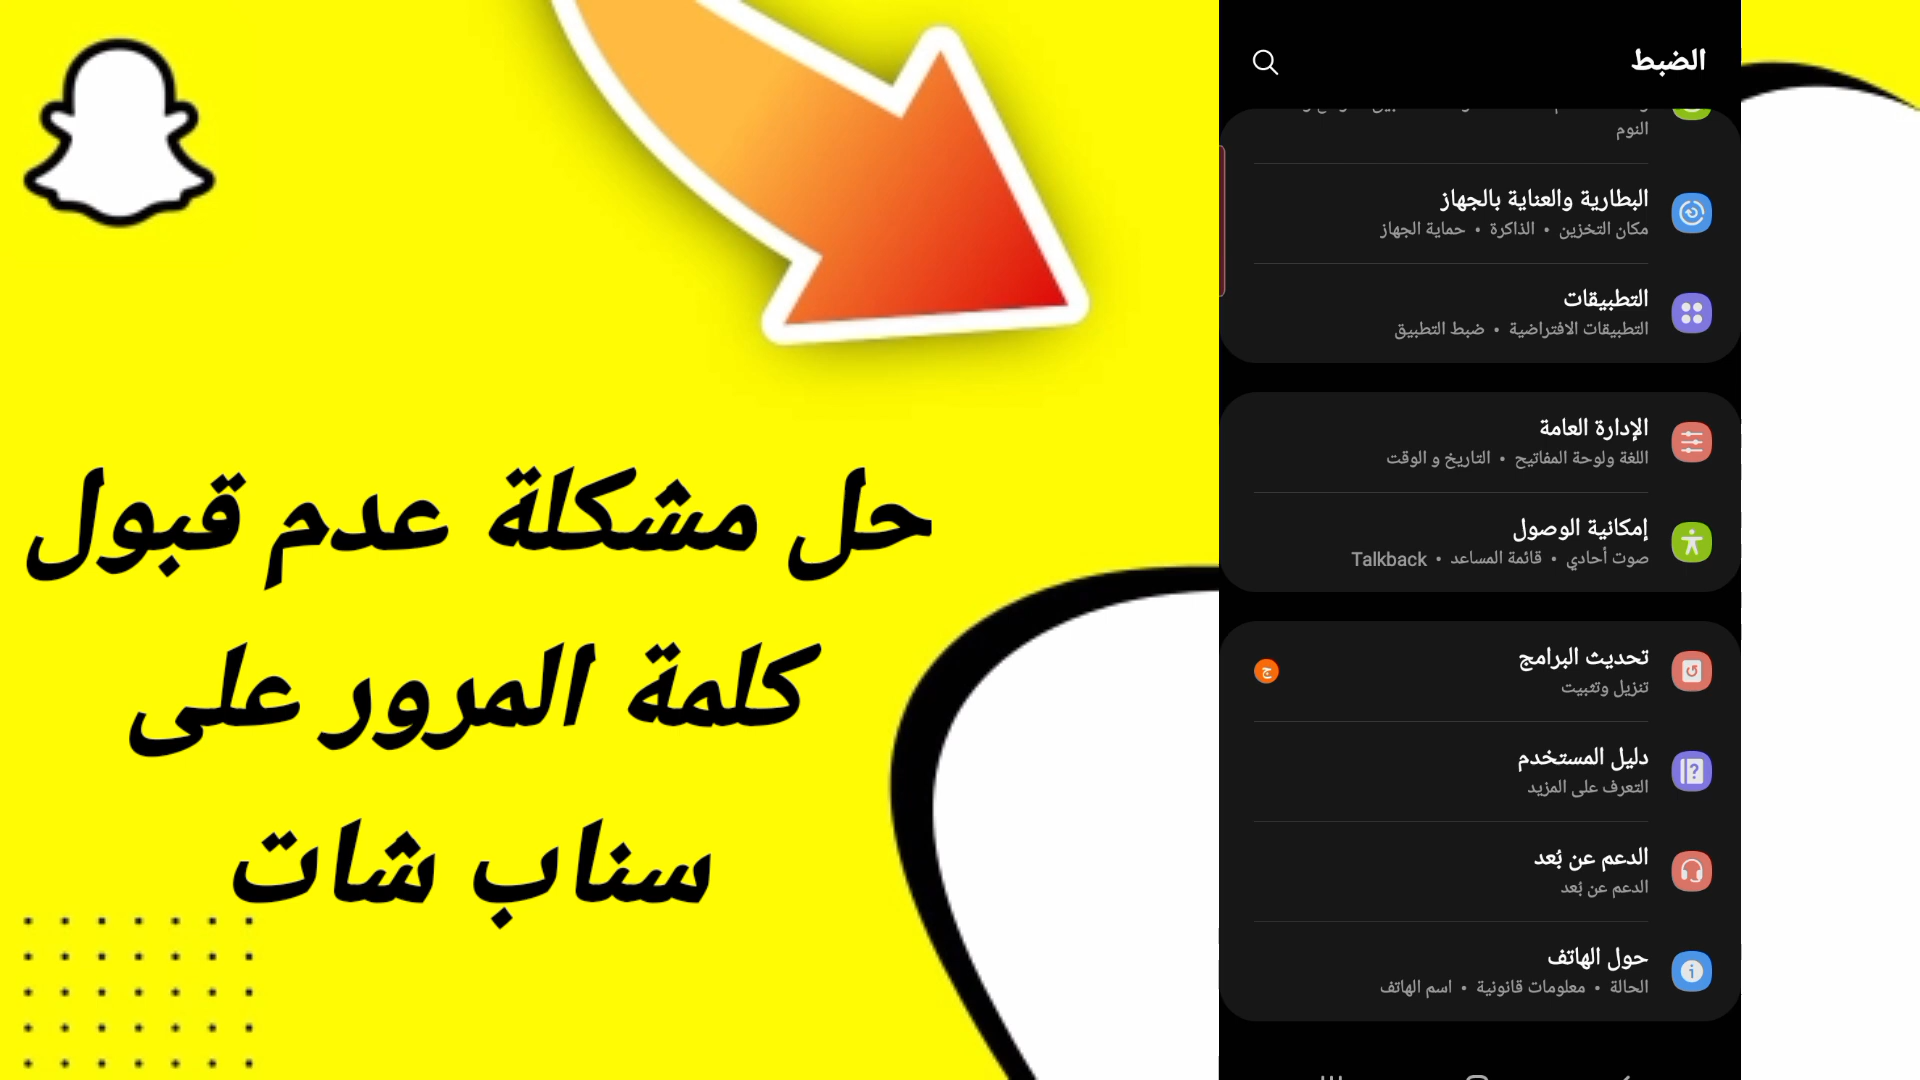 حل مشكلة عدم قبول
كلمة المرور على
سناب شات
الضبط
النوم
البطارية والعناية بالجهاز
مكان التخزين • الذاكرة • حماية الجهاز
التطبيقات
التطبيقات الافتراضية • ضبط التطبيق
الإدارة العامة
اللغة ولوحة المفاتيح • التاريخ و الوقت
إمكانية الوصول
صوت أحادي • قائمة المساعد • Talkback
تحديث البرامج
تنزيل وتثبيت
ج
دليل المستخدم
التعرف على المزيد
الدعم عن بُعد
الدعم عن بُعد
حول الهاتف
الحالة • معلومات قانونية • اسم الهاتف